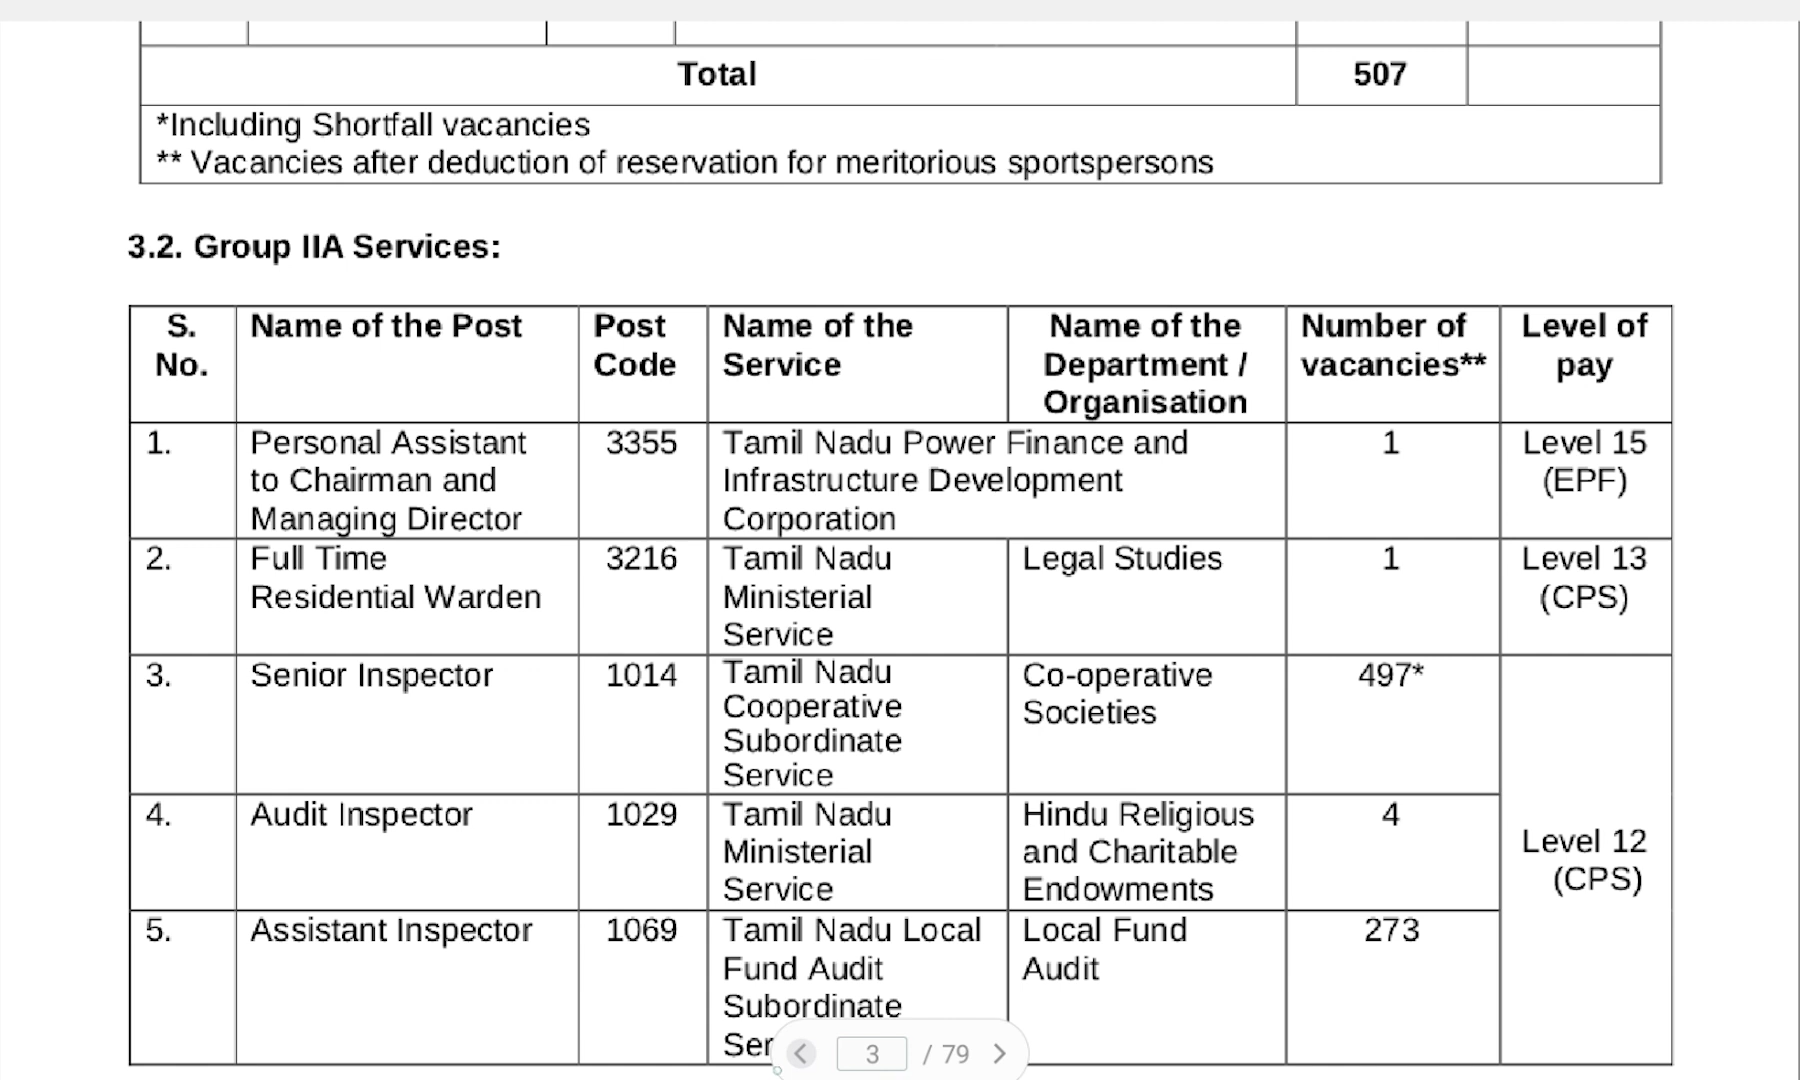 Total 507
*Including Shortfall vacancies
** Vacancies after deduction of reservation for meritorious sportspersons
3.2. Group IIA Services:
S. No. Name of the Post Post Code Name of the Service Name of the Department / Organisation Number of vacancies** Level of pay
1. Personal Assistant to Chairman and Managing Director 3355 Tamil Nadu Power Finance and Infrastructure Development Corporation 1 Level 15 (EPF)
2. Full Time Residential Warden 3216 Tamil Nadu Ministerial Service Legal Studies 1 Level 13 (CPS)
3. Senior Inspector 1014 Tamil Nadu Cooperative Subordinate Service Co-operative Societies 497* Level 12 (CPS)
4. Audit Inspector 1029 Tamil Nadu Ministerial Service Hindu Religious and Charitable Endowments 4
5. Assistant Inspector 1069 Tamil Nadu Local Fund Audit Subordinate Local Fund Audit 273
3 / 79